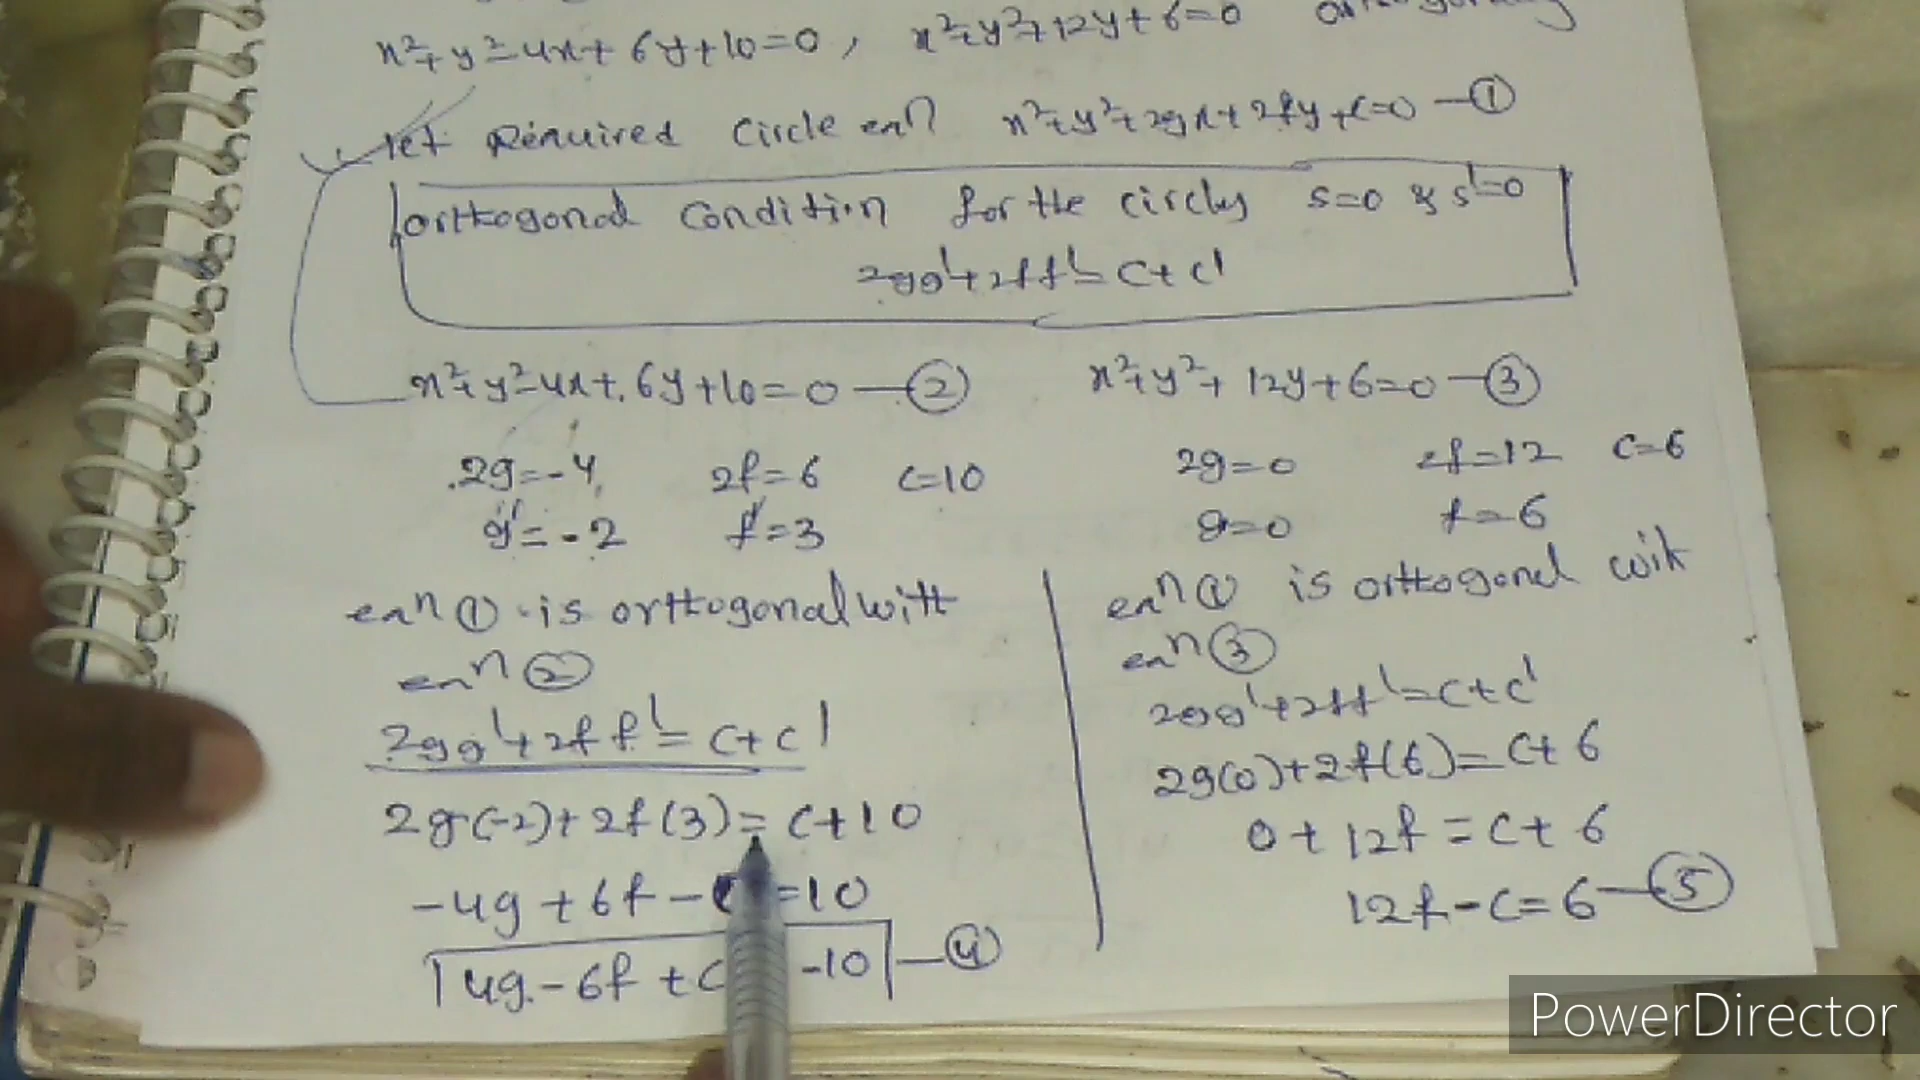 x²+y²-4x+6y+10=0, x²+y²+12y+6=0
Let Required Circle eqn x²+y²+2gx+2fy+c=0 — ①
orthogonal condition for the circles s=0 & s'=0
2gg'+2ff'=c+c'
x²+y²-4x+6y+10=0 — ②
2g=-4 2f=6 c=10
g'=-2 f'=3
eqn ① is orthogonal with
eqn ②
2gg'+2ff'=c+c'
2g(-2)+2f(3)=c+10
-4g+6f-c=10
4g-6f+c -10 — ④
x²+y²+12y+6=0 — ③
2g=0 2f=12 c=6
g=0 f=6
eqn ① is orthogonal with
eqn ③
2gg'+2ff'=c+c'
2g(0)+2f(6)=c+6
0+12f=c+6
12f-c=6 — ⑤
PowerDirector